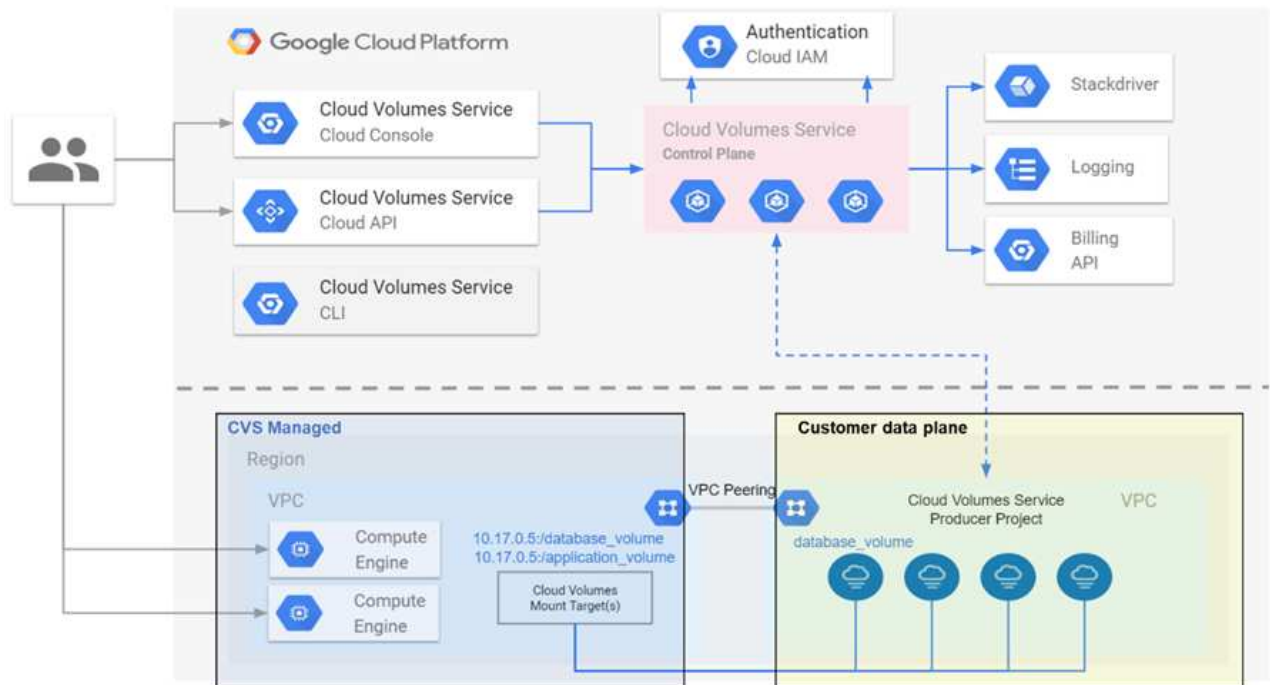 Google Cloud Platform
Authentication
Cloud IAM
Cloud Volumes Service
Cloud Console
Cloud Volumes Service
Cloud API
Cloud Volumes Service
CLI
Cloud Volumes Service
Control Plane
Stackdriver
Logging
Billing
API
CVS Managed
Region
VPC
Compute
Engine
Compute
Engine
10.17.0.5:/database_volume
10.17.0.5:/application_volume
Cloud Volumes
Mount Target(s)
VPC Peering
Customer data plane
Cloud Volumes Service
Producer Project
VPC
database_volume